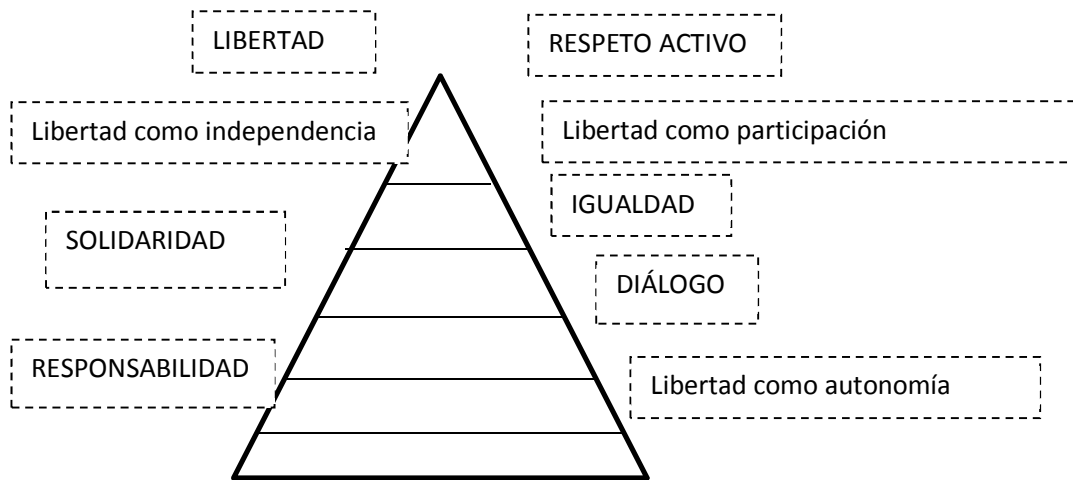 LIBERTAD
RESPETO ACTIVO
Libertad como independencia
Libertad como participación
IGUALDAD
SOLIDARIDAD
DIÁLOGO
RESPONSABILIDAD
Libertad como autonomía